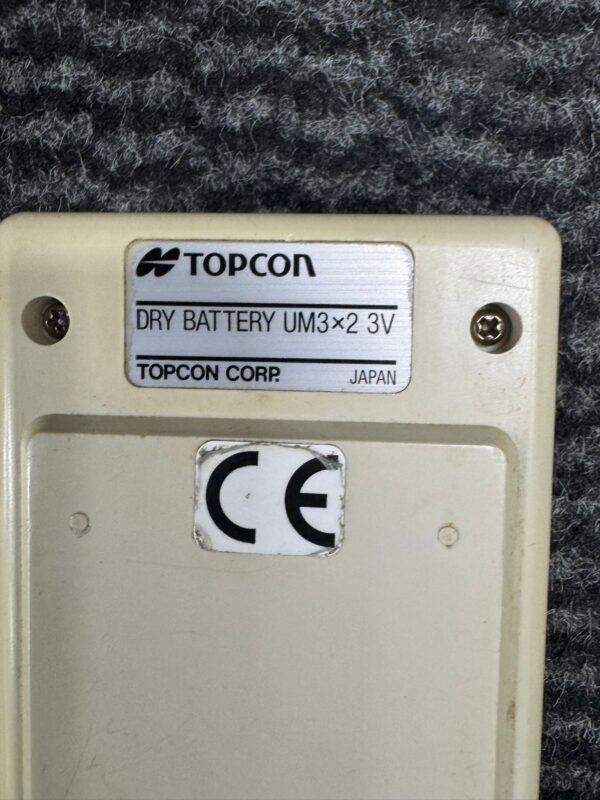 TOPCON
DRY BATTERY UM3×2 3V
TOPCON CORP. JAPAN
CE